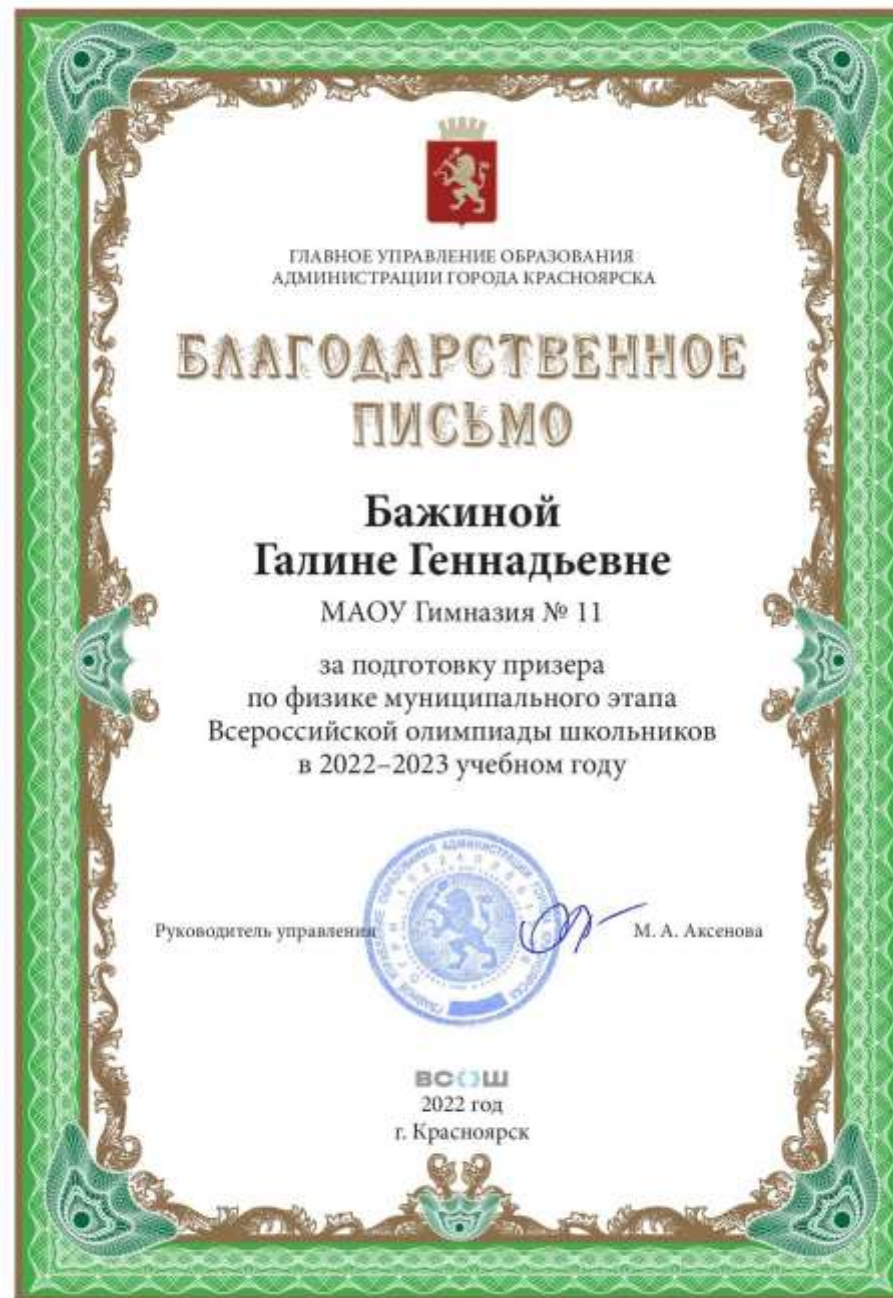 ГЛАВНОЕ УПРАВЛЕНИЕ ОБРАЗОВАНИЯ
АДМИНИСТРАЦИИ ГОРОДА КРАСНОЯРСКА
БЛАГОДАРСТВЕННОЕ
ПИСЬМО
Бажиной
Галине Геннадьевне
МАОУ Гимназия № 11
за подготовку призера
по физике муниципального этапа
Всероссийской олимпиады школьников
в 2022–2023 учебном году
Руководитель управления
М. А. Аксенова
ВСОШ
2022 год
г. Красноярск